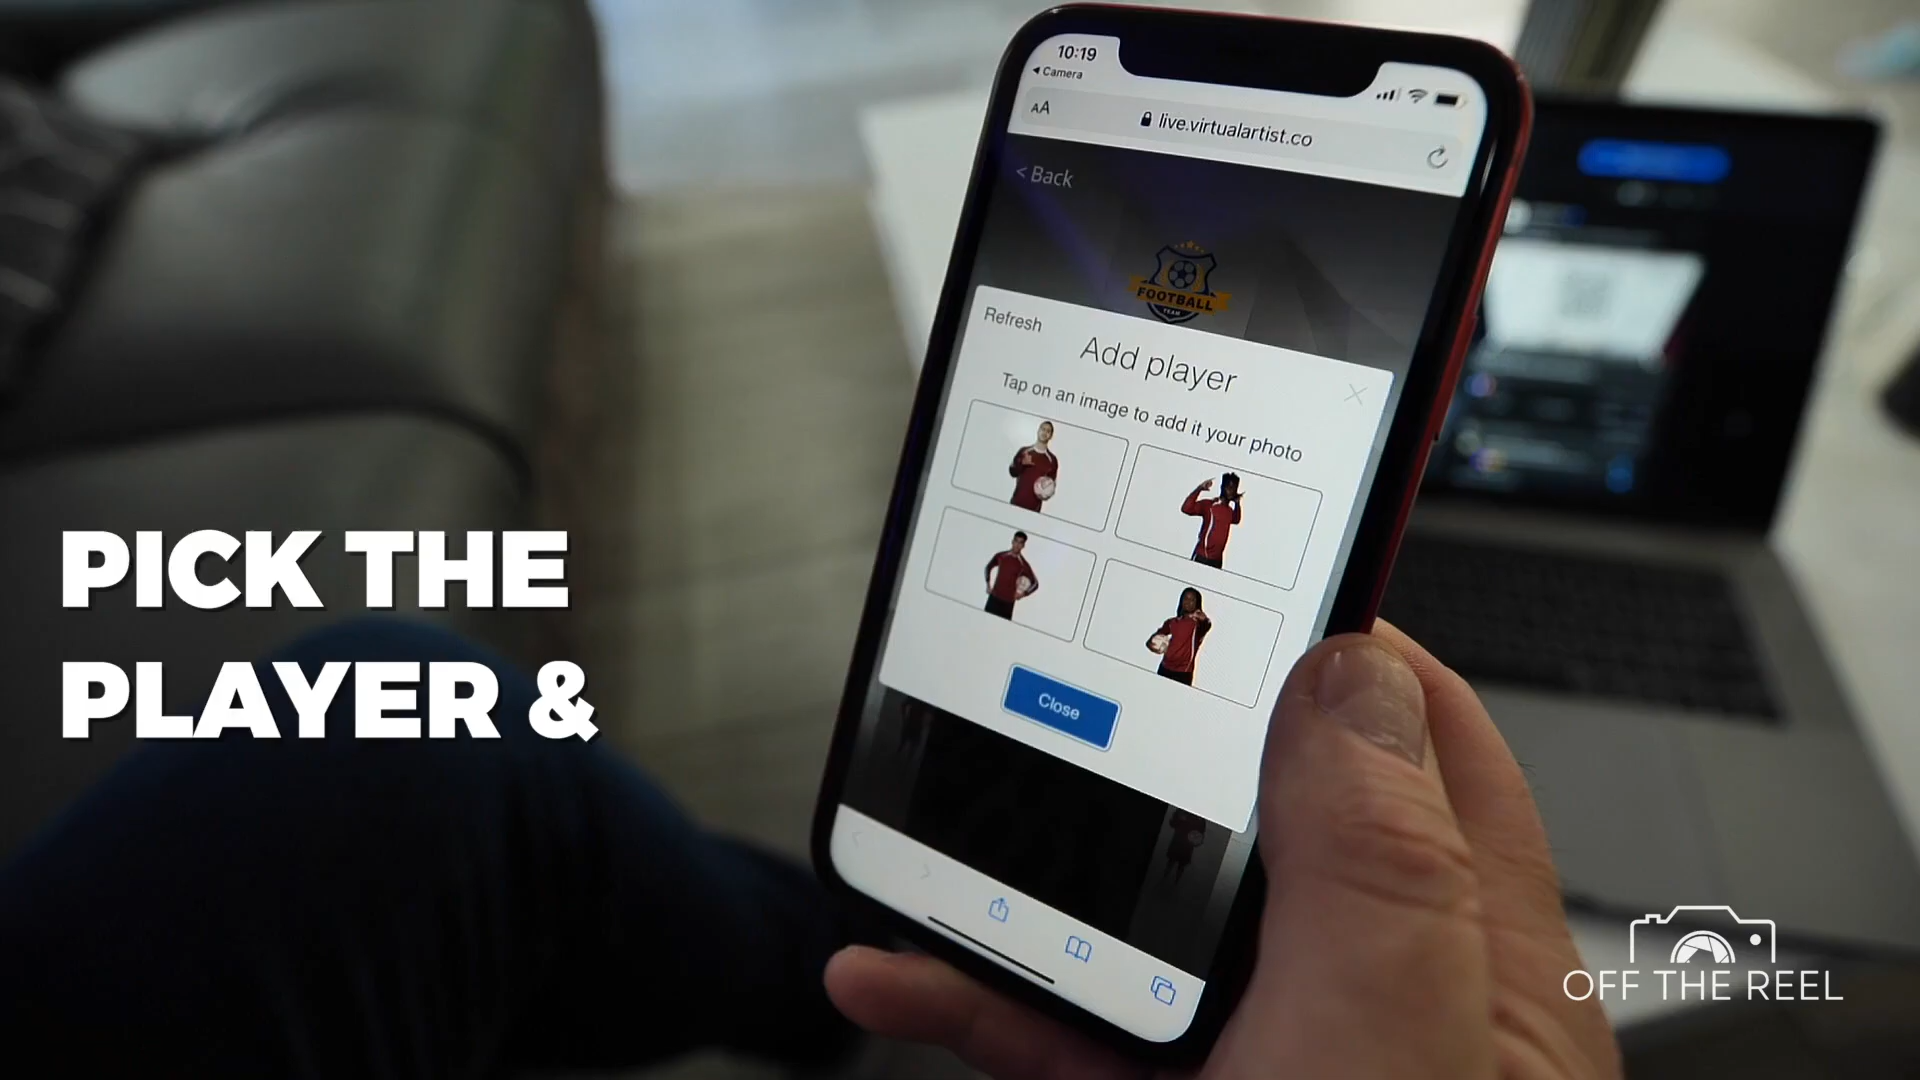 PICK THE
PLAYER &
10:19
Camera
AA
live.virtualartist.co
< Back
FOOTBALL
TEAM
Refresh
Add player
Tap on an image to add it your photo
Close
OFF THE REEL